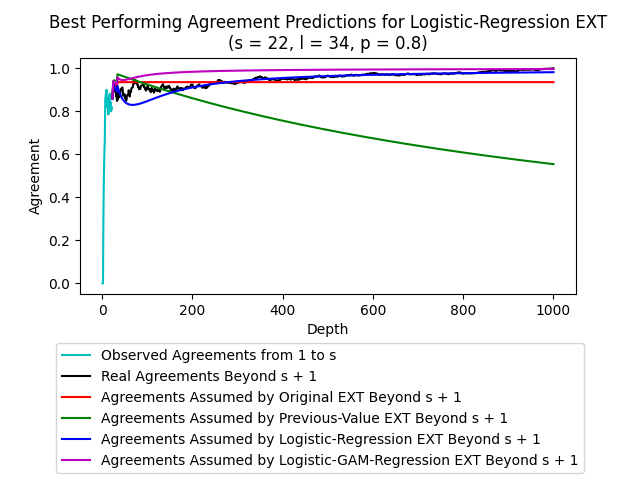 Best Performing Agreement Predictions for Logistic-Regression EXT
(s = 22, l = 34, p = 0.8)
1.0
0.8
0.6
0.4
0.2
0.0
Agreement
0 200 400 600 800 1000
Depth
Observed Agreements from 1 to s
Real Agreements Beyond s + 1
Agreements Assumed by Original EXT Beyond s + 1
Agreements Assumed by Previous-Value EXT Beyond s + 1
Agreements Assumed by Logistic-Regression EXT Beyond s + 1
Agreements Assumed by Logistic-GAM-Regression EXT Beyond s + 1